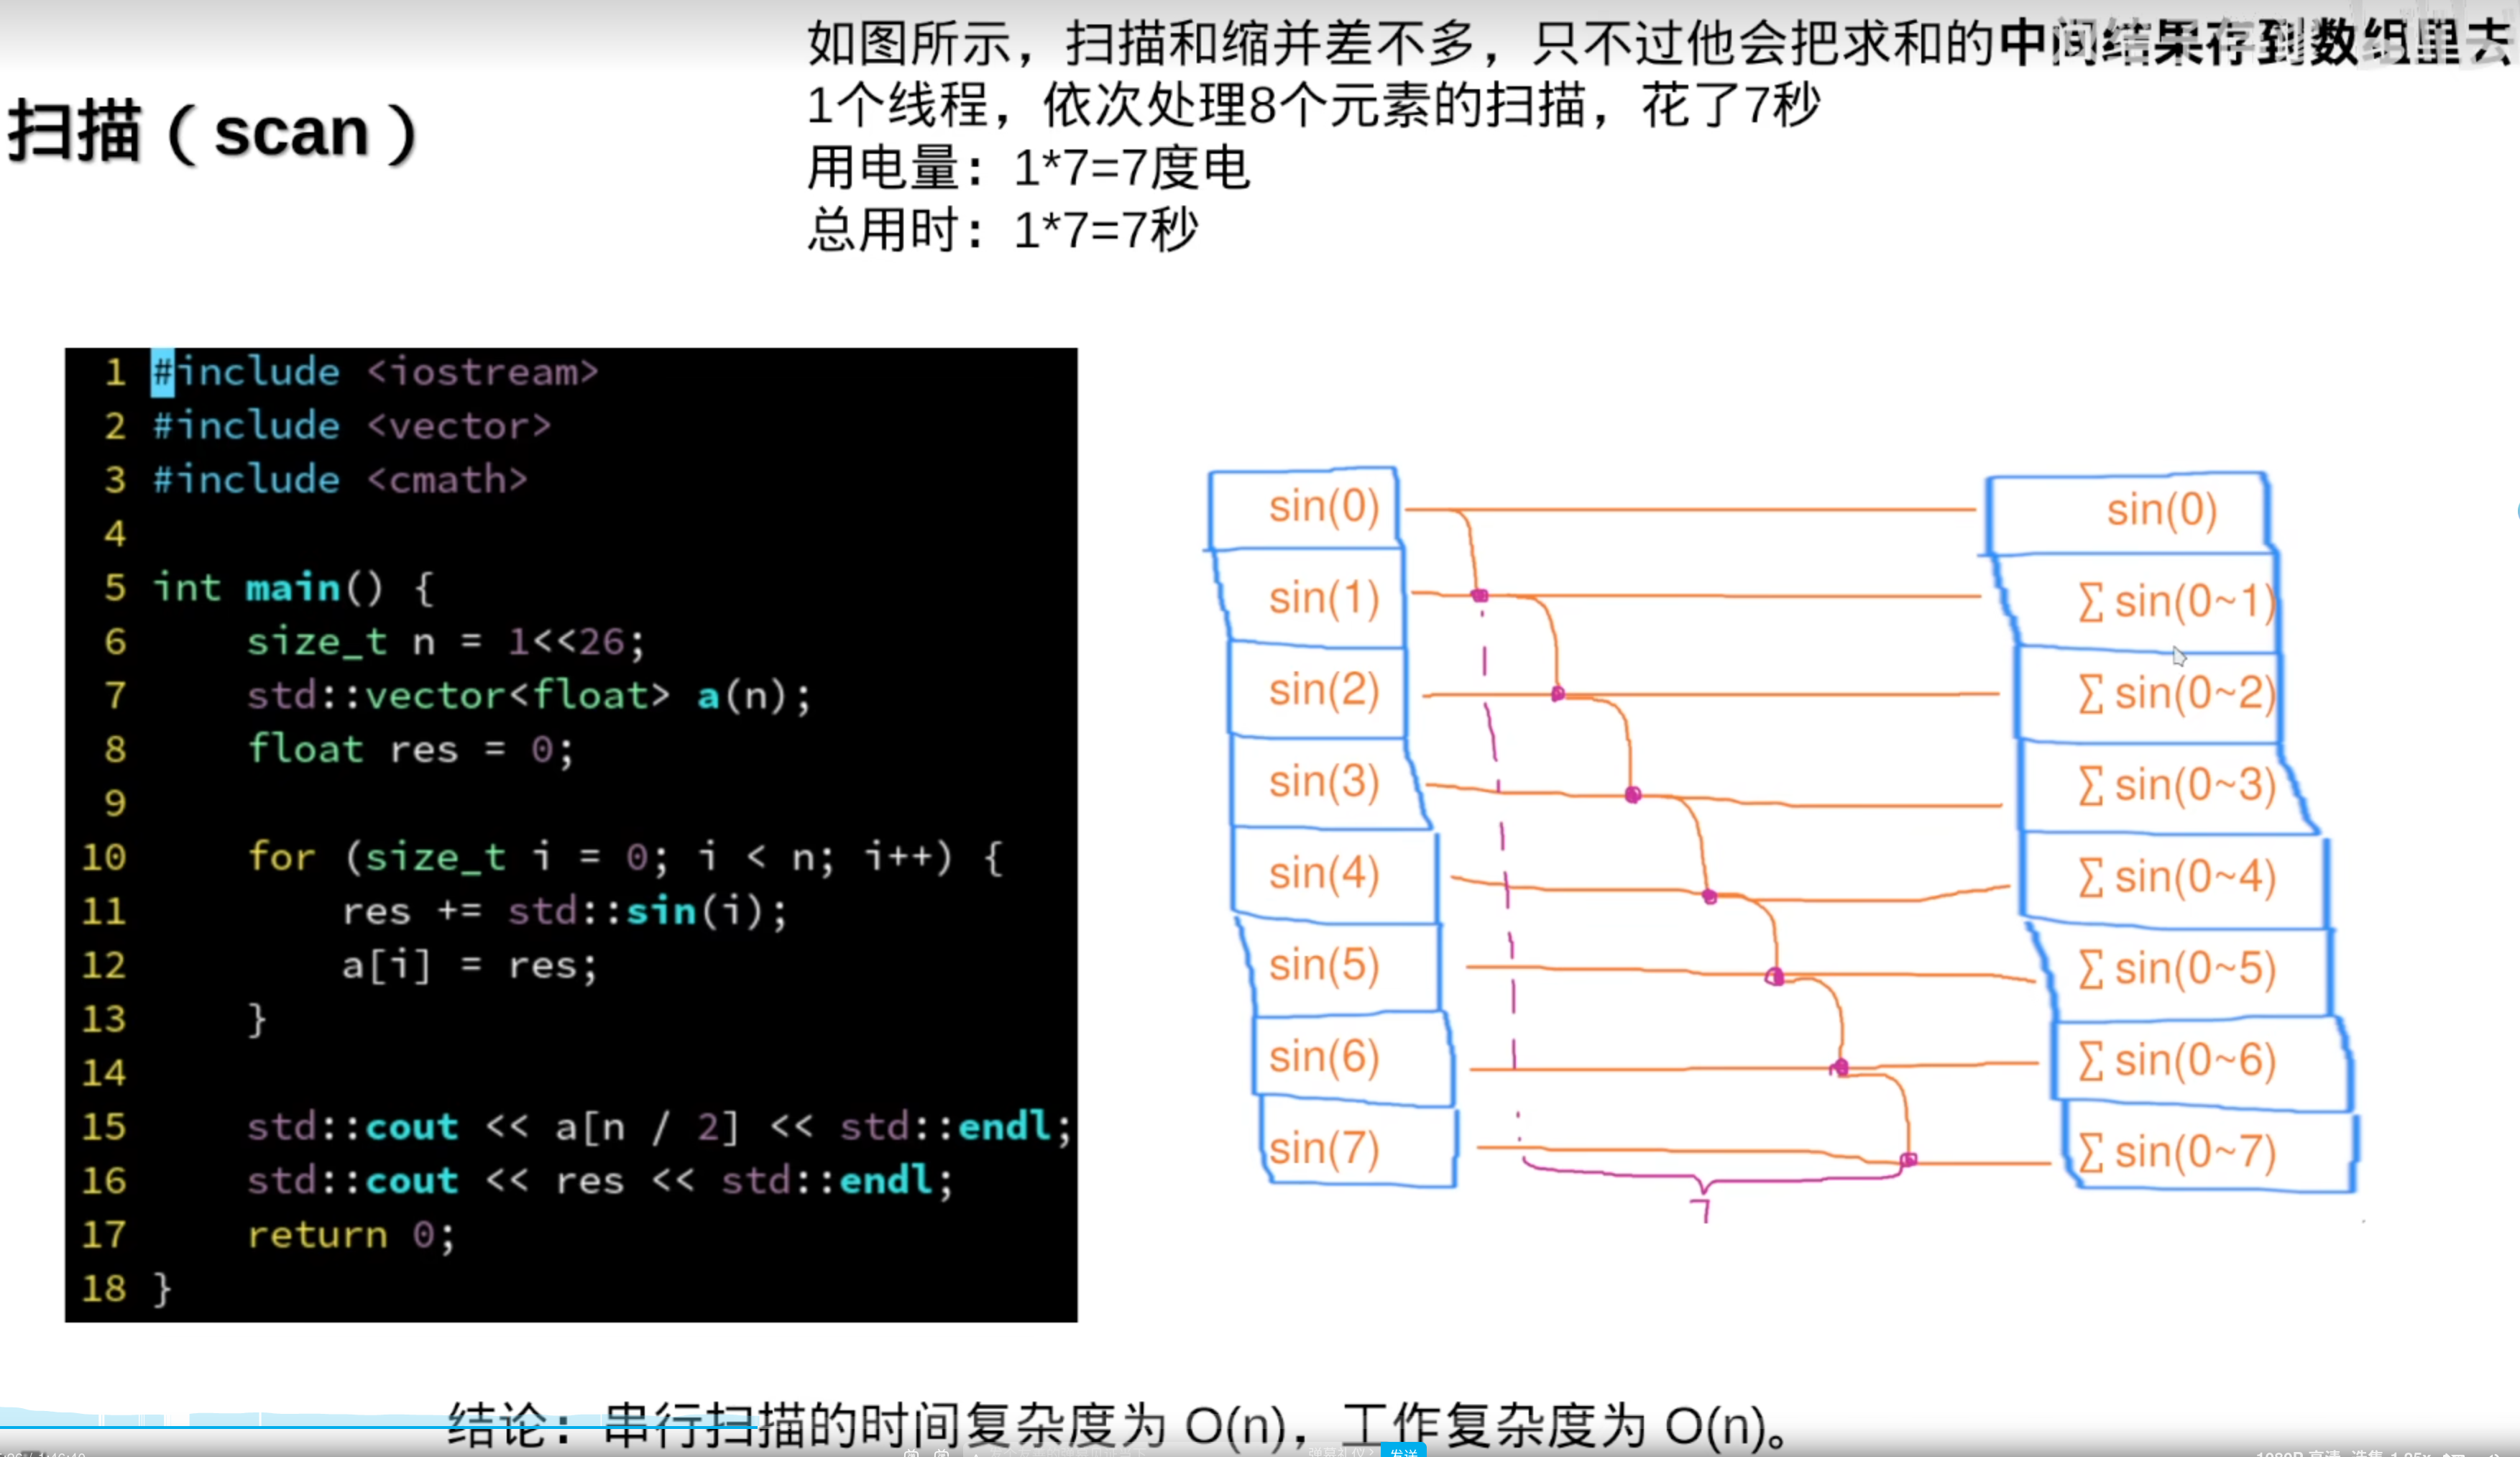 如图所示，扫描和缩并差不多，只不过他会把求和的中间结果存到数组里去
1个线程，依次处理8个元素的扫描，花了7秒
用电量：1*7=7度电
总用时：1*7=7秒
扫描（scan）
1 #include <iostream>
2 #include <vector>
3 #include <cmath>
4
5 int main() {
6     size_t n = 1<<26;
7     std::vector<float> a(n);
8     float res = 0;
9
10     for (size_t i = 0; i < n; i++) {
11         res += std::sin(i);
12         a[i] = res;
13     }
14
15     std::cout << a[n / 2] << std::endl;
16     std::cout << res << std::endl;
17     return 0;
18 }
sin(0)
sin(1)
sin(2)
sin(3)
sin(4)
sin(5)
sin(6)
sin(7)
7
sin(0)
∑ sin(0~1)
∑ sin(0~2)
∑ sin(0~3)
∑ sin(0~4)
∑ sin(0~5)
∑ sin(0~6)
∑ sin(0~7)
结论：串行扫描的时间复杂度为 O(n)，工作复杂度为 O(n)。
发送